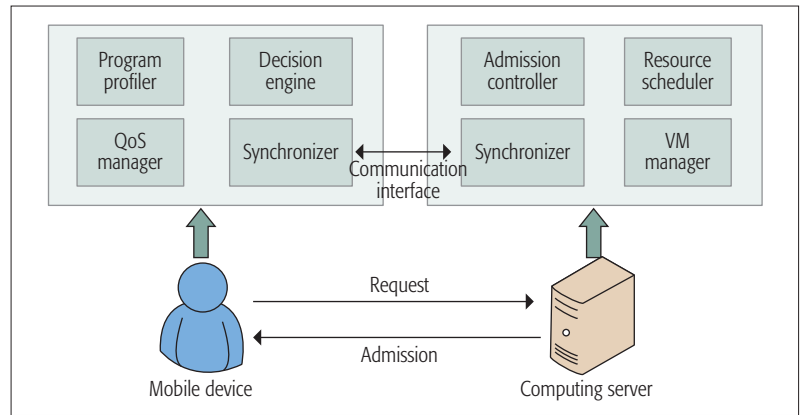 Program
profiler
Decision
engine
QoS
manager
Synchronizer
Admission
controller
Resource
scheduler
Synchronizer
VM
manager
Communication
interface
Request
Admission
Mobile device
Computing server